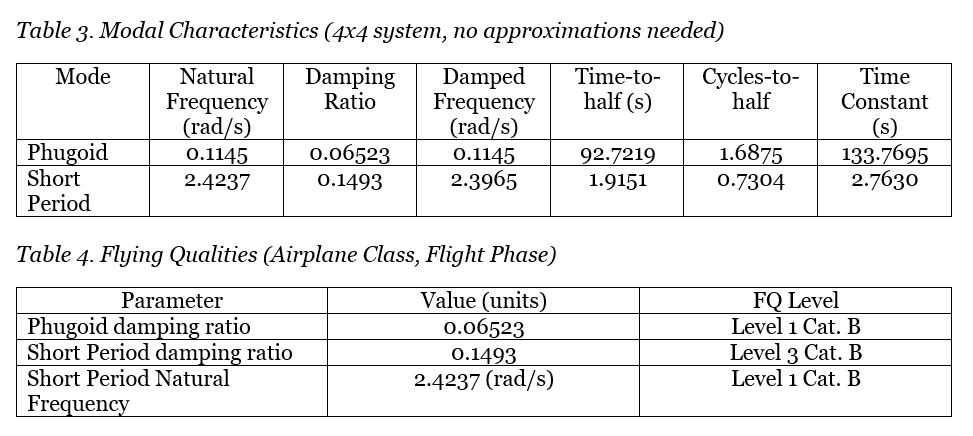 Table 3. Modal Characteristics (4x4 system, no approximations needed)
Mode Natural Frequency (rad/s) Damping Ratio Damped Frequency (rad/s) Time-to-half (s) Cycles-to-half Time Constant (s)
Phugoid 0.1145 0.06523 0.1145 92.7219 1.6875 133.7695
Short Period 2.4237 0.1493 2.3965 1.9151 0.7304 2.7630
Table 4. Flying Qualities (Airplane Class, Flight Phase)
Parameter Value (units) FQ Level
Phugoid damping ratio 0.06523 Level 1 Cat. B
Short Period damping ratio 0.1493 Level 3 Cat. B
Short Period Natural Frequency 2.4237 (rad/s) Level 1 Cat. B